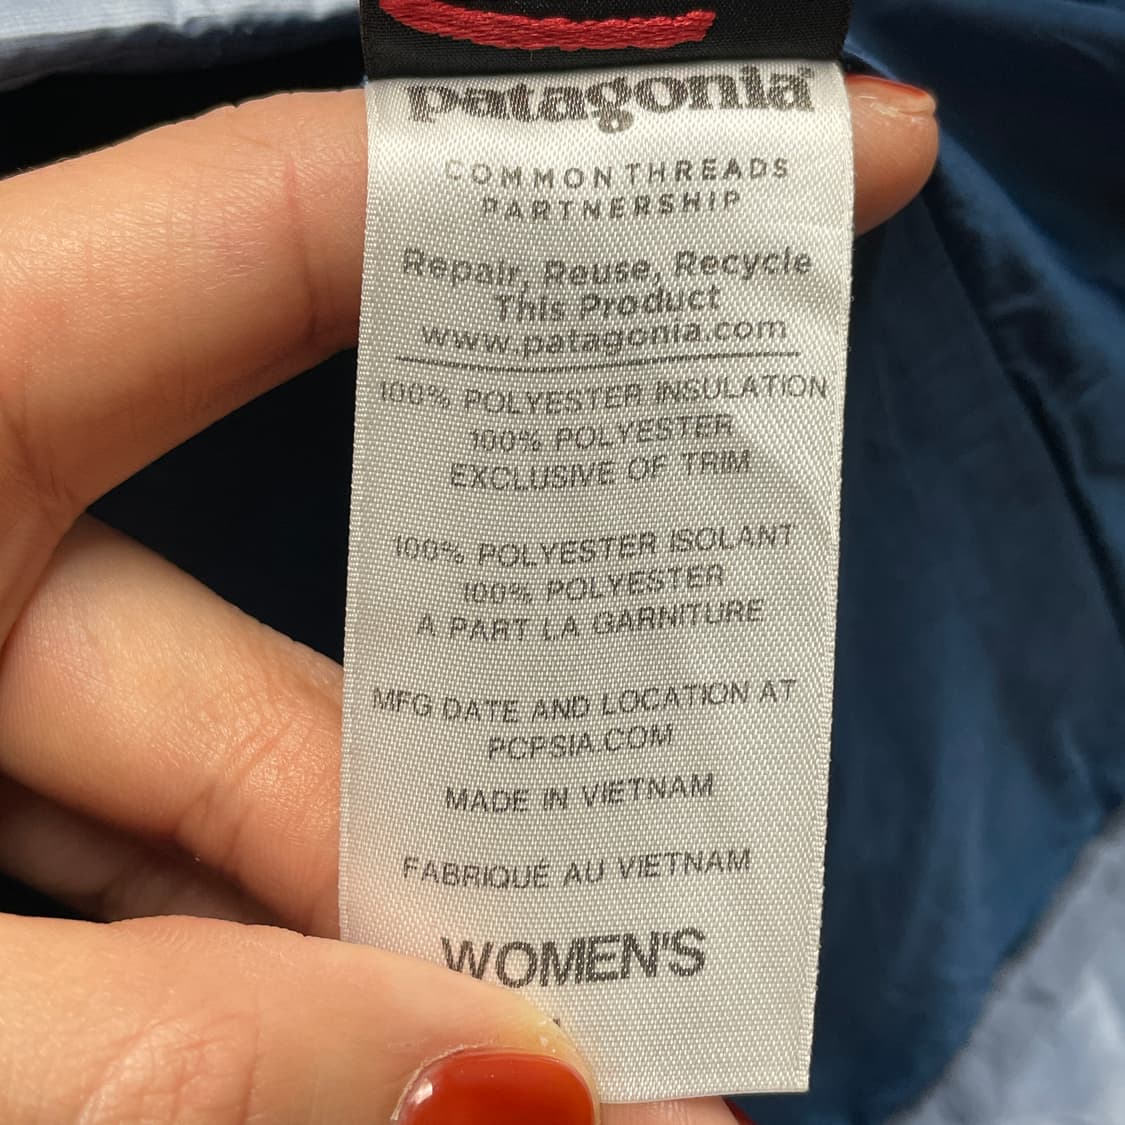 patagonia
COMMON THREADS
PARTNERSHIP
Repair, Reuse, Recycle
This Product
www.patagonia.com
100% POLYESTER INSULATION
100% POLYESTER
EXCLUSIVE OF TRIM
100% POLYESTER ISOLANT
100% POLYESTER
A PART LA GARNITURE
MFG DATE AND LOCATION AT
PCPSIA.COM
MADE IN VIETNAM
FABRIQUÉ AU VIETNAM
WOMEN'S